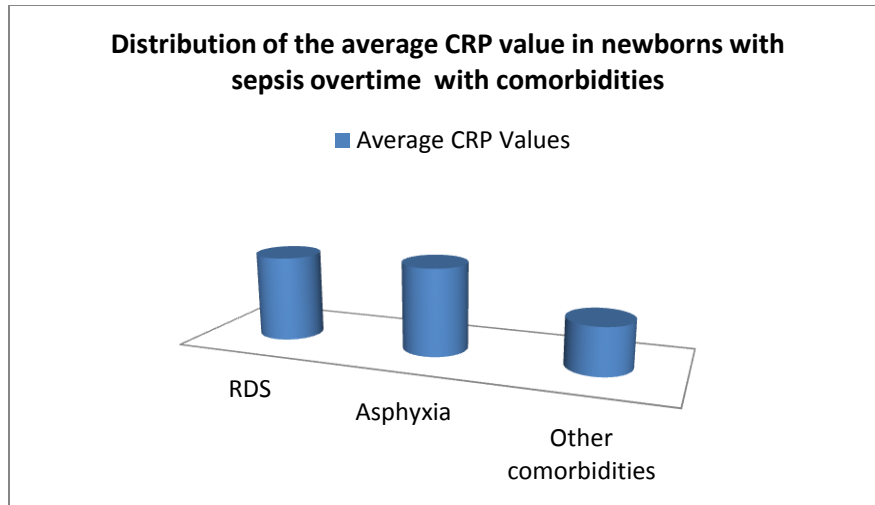 Distribution of the average CRP value in newborns with
sepsis overtime with comorbidities
Average CRP Values
RDS
Asphyxia
Other
comorbidities